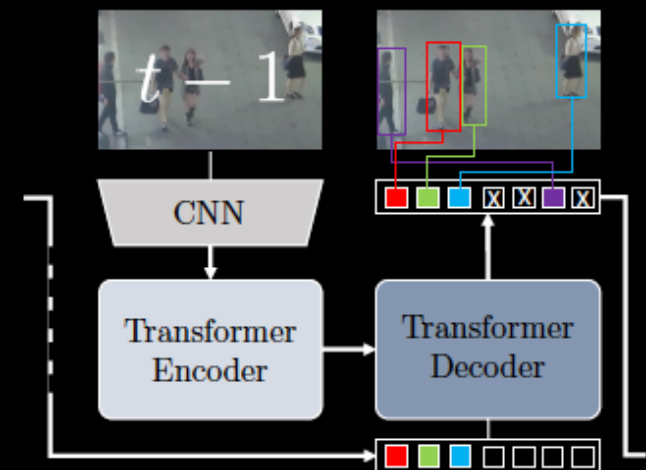 t − 1
CNN
X X X
Transformer
Encoder
Transformer
Decoder